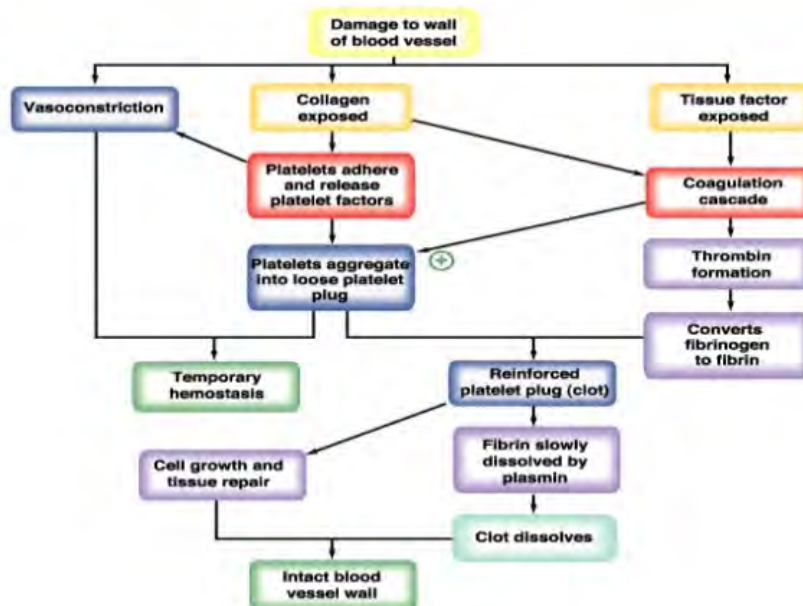 Damage to wall
of blood vessel
Vasoconstriction
Collagen
exposed
Tissue factor
exposed
Platelets adhere
and release
platelet factors
Coagulation
cascade
Platelets aggregate
into loose platelet
plug
+
Thrombin
formation
Converts
fibrinogen
to fibrin
Temporary
hemostasis
Reinforced
platelet plug (clot)
Cell growth and
tissue repair
Fibrin slowly
dissolved by
plasmin
Clot dissolves
Intact blood
vessel wall